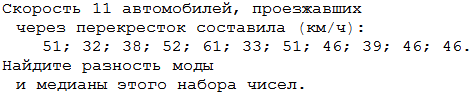 Скорость 11 автомобилей, проезжавших
через перекресток составила (км/ч):
51; 32; 38; 52; 61; 33; 51; 46; 39; 46; 46.
Найдите разность моды
и медианы этого набора чисел.